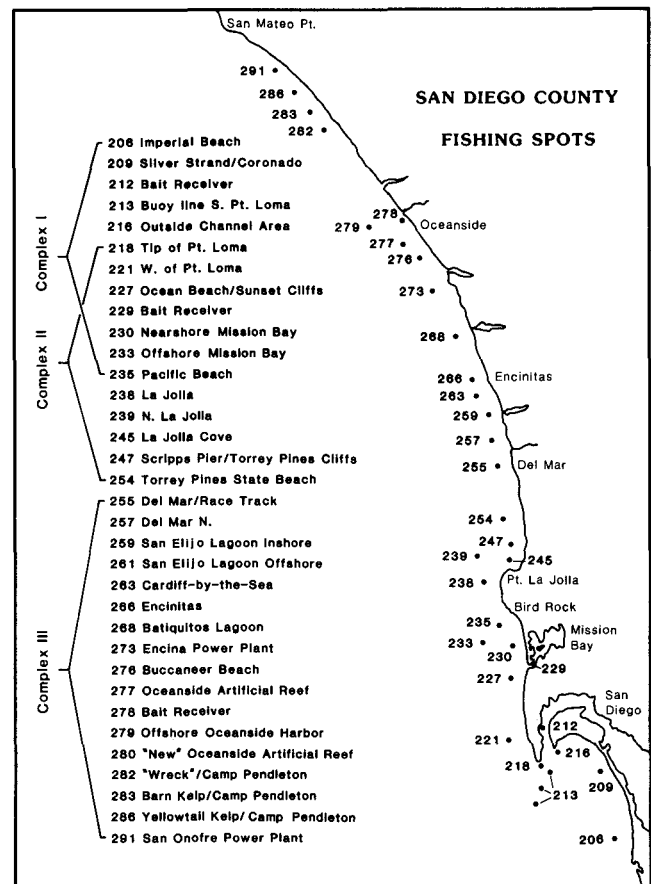 San Mateo Pt.
291
286
283
282
SAN DIEGO COUNTY
FISHING SPOTS
206 Imperial Beach
209 Silver Strand/Coronado
212 Bait Receiver
213 Buoy line S. Pt. Loma
216 Outside Channel Area
218 Tip of Pt. Loma
221 W. of Pt. Loma
227 Ocean Beach/Sunset Cliffs
229 Bait Receiver
230 Nearshore Mission Bay
233 Offshore Mission Bay
235 Pacific Beach
238 La Jolla
239 N. La Jolla
245 La Jolla Cove
247 Scripps Pier/Torrey Pines Cliffs
254 Torrey Pines State Beach
255 Del Mar/Race Track
257 Del Mar N.
259 San Elijo Lagoon Inshore
261 San Elijo Lagoon Offshore
263 Cardiff-by-the-Sea
266 Encinitas
268 Batiquitos Lagoon
273 Encina Power Plant
276 Buccaneer Beach
277 Oceanside Artificial Reef
278 Bait Receiver
279 Offshore Oceanside Harbor
280 "New" Oceanside Artificial Reef
282 "Wreck"/Camp Pendleton
283 Barn Kelp/Camp Pendleton
286 Yellowtail Kelp/Camp Pendleton
291 San Onofre Power Plant
Complex I
Complex II
Complex III
278
Oceanside
279
277
276
273
268
266
Encinitas
263
259
257
255
Del Mar
254
247
239
245
238
Pt. La Jolla
Bird Rock
235
Mission
Bay
233
230
229
227
San
Diego
212
221
216
218
209
213
206